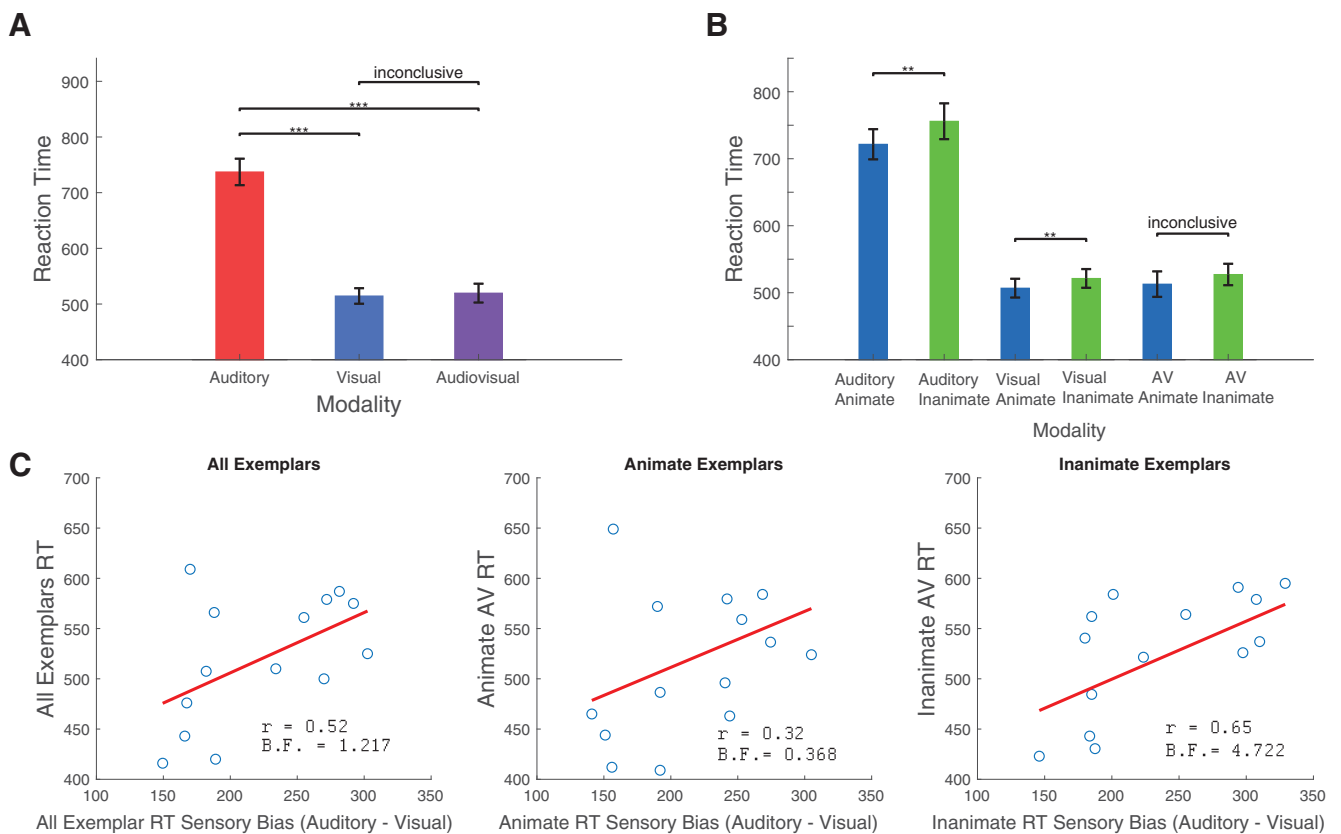 A
Reaction Time
900
800
700
600
500
400
inconclusive
***
***
Auditory
Visual
Audiovisual
Modality
B
Reaction Time
800
700
600
500
400
**
**
inconclusive
Auditory
Animate
Auditory
Inanimate
Visual
Animate
Visual
Inanimate
AV
Animate
AV
Inanimate
Modality
C
All Exemplars
All Exemplars RT
700
650
600
550
500
450
400
r = 0.52
B.F. = 1.217
100 150 200 250 300 350
All Exemplar RT Sensory Bias (Auditory - Visual)
Animate Exemplars
Animate AV RT
700
650
600
550
500
450
400
r = 0.32
B.F.= 0.368
100 150 200 250 300 350
Animate RT Sensory Bias (Auditory - Visual)
Inanimate Exemplars
Inanimate AV RT
700
650
600
550
500
450
400
r = 0.65
B.F.= 4.722
100 150 200 250 300 350
Inanimate RT Sensory Bias (Auditory - Visual)